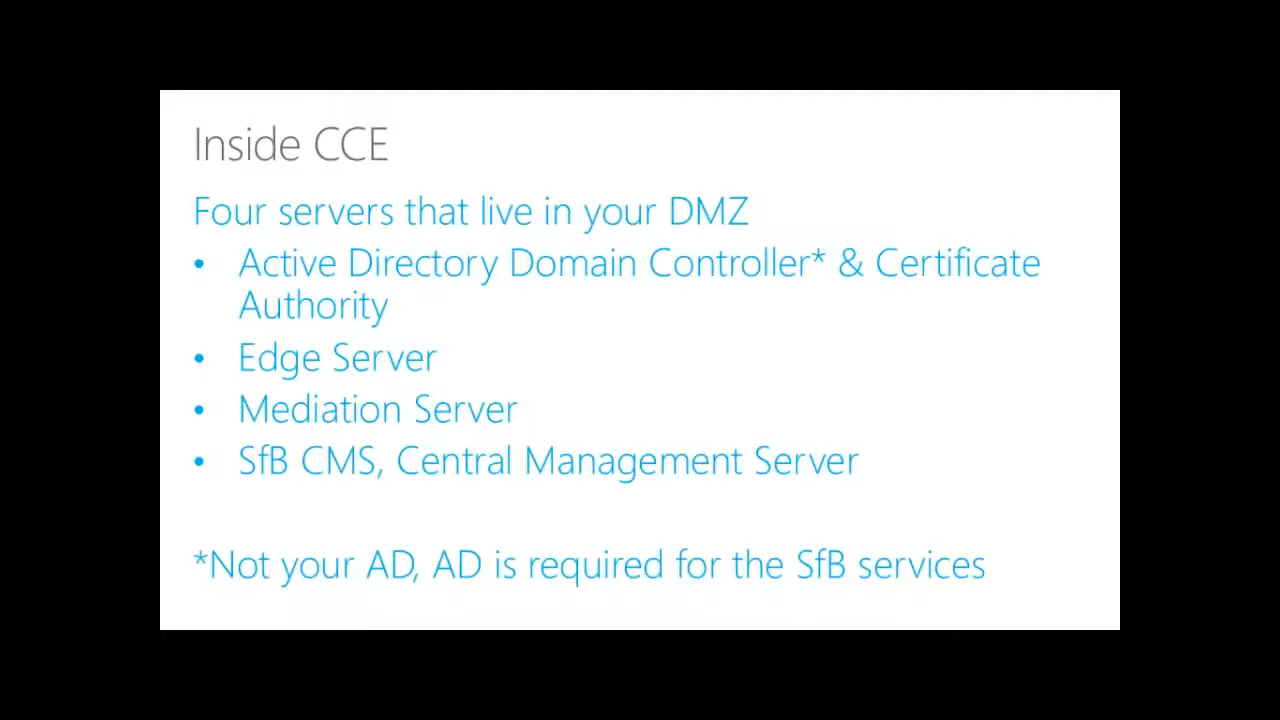 Inside CCE
Four servers that live in your DMZ
• Active Directory Domain Controller* & Certificate
Authority
• Edge Server
• Mediation Server
• SfB CMS, Central Management Server
*Not your AD, AD is required for the SfB services